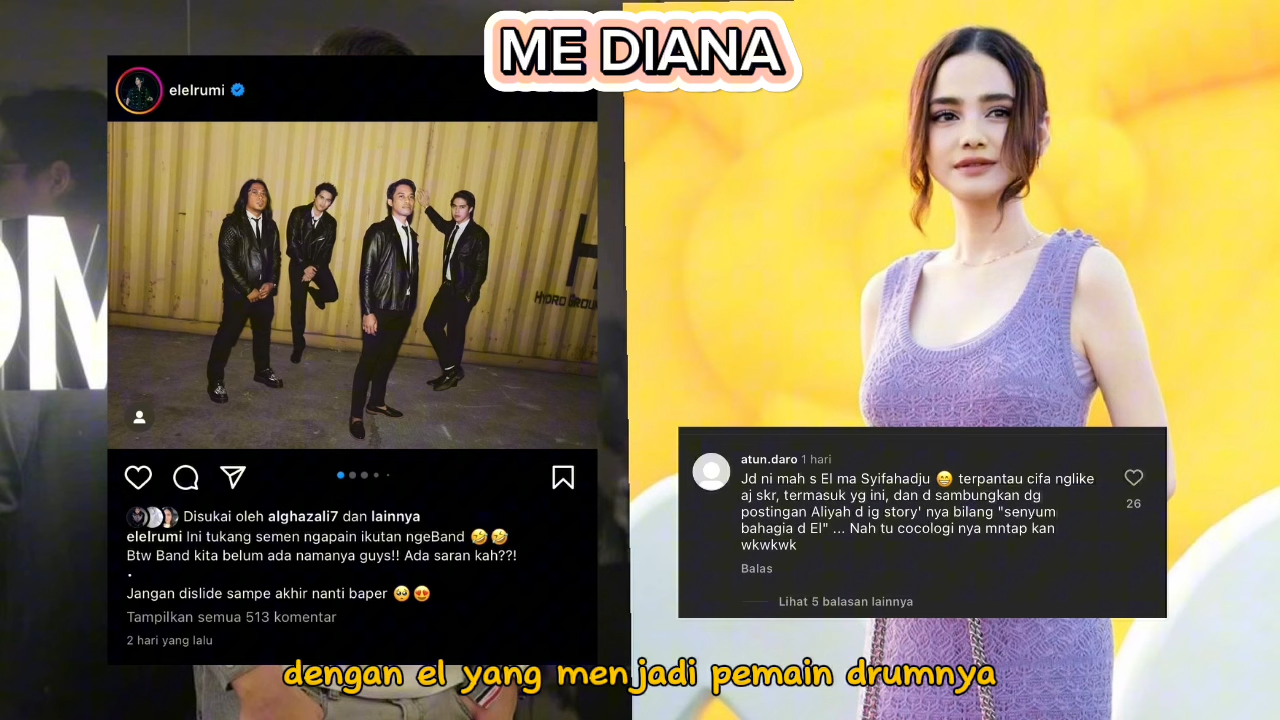 ME DIANA
elelrumi
HYDRO GROU
OM
Disukai oleh alghazali7 dan lainnya
elelrumi Ini tukang semen ngapain ikutan ngeBand 🤣🤣
Btw Band kita belum ada namanya guys!! Ada saran kah??!
.
Jangan dislide sampe akhir nanti baper 🥺😍
Tampilkan semua 513 komentar
2 hari yang lalu
atun.daro 1 hari
Jd ni mah s El ma Syifahadju 😁 terpantau cifa nglike
aj skr, termasuk yg ini, dan d sambungkan dg
postingan Aliyah d ig story' nya bilang "senyum
bahagia d El" ... Nah tu cocologi nya mntap kan
wkwkwk
26
Balas
Lihat 5 balasan lainnya
dengan el yang menjadi pemain drumnya